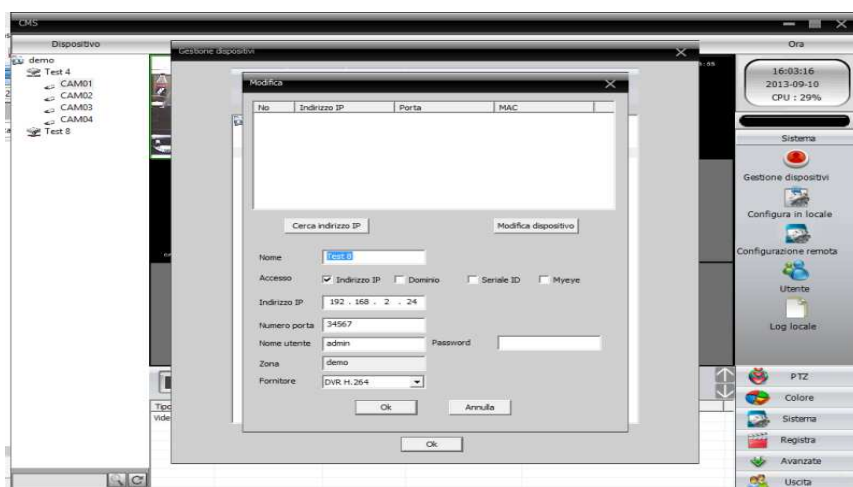 CMS
Dispositivo
demo
Test 4
CAM01
CAM02
CAM03
CAM04
Test 8
Gestione dispositivi
Modifica
No Indirizzo IP Porta MAC
Cerca indirizzo IP Modifica dispositivo
Nome Test 8
Accesso Indirizzo IP Dominio Seriale ID Myeye
Indirizzo IP 192 . 168 . 2 . 24
Numero porta 34567
Nome utente admin Password
Zona demo
Fornitore DVR H.264
Ok Annulla
Ok
Ora
16:03:16
2013-09-10
CPU : 29%
Sistema
Gestione dispositivi
Configura in locale
Configurazione remota
Utente
Log locale
PTZ
Colore
Sistema
Registra
Avanzate
Uscita